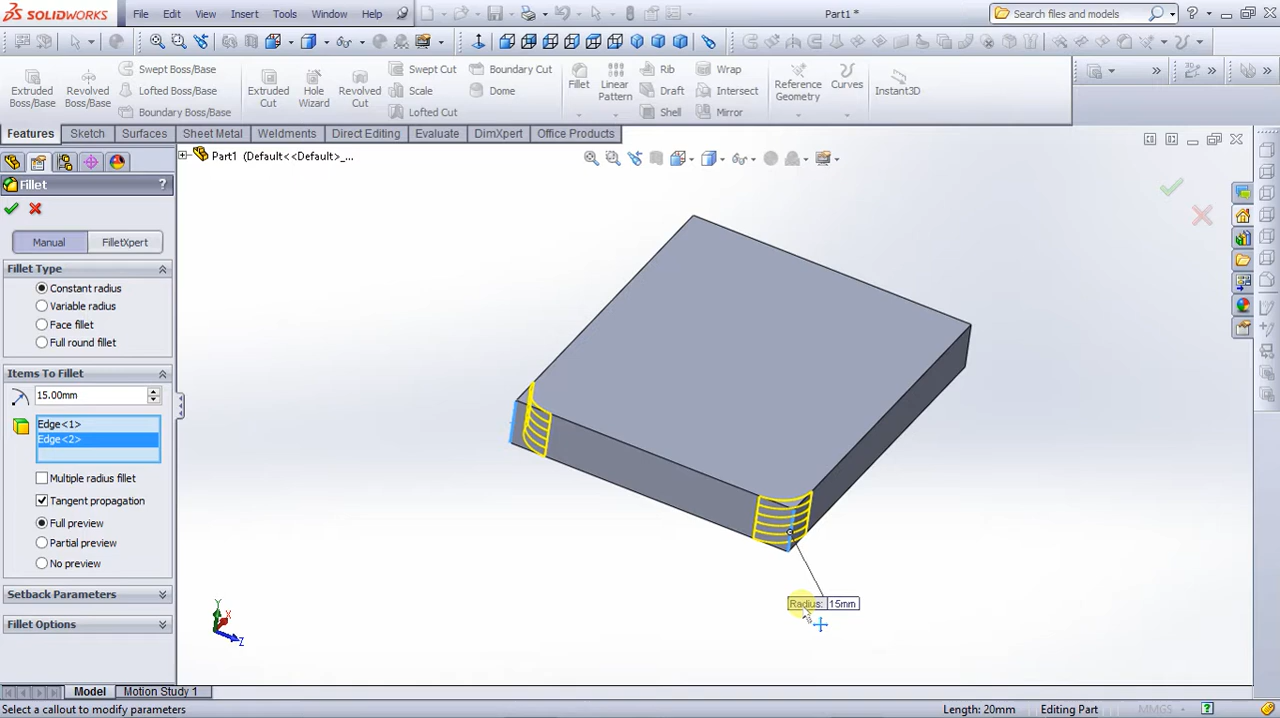 SOLIDWORKS File Edit View Insert Tools Window Help Part1 * Search files and models
Extruded Boss/Base
Revolved Boss/Base
Swept Boss/Base
Lofted Boss/Base
Boundary Boss/Base
Extruded Cut
Hole Wizard
Revolved Cut
Swept Cut
Scale
Lofted Cut
Boundary Cut
Dome
Fillet
Linear Pattern
Rib
Draft
Shell
Wrap
Intersect
Mirror
Reference Geometry
Curves
Instant3D
Features Sketch Surfaces Sheet Metal Weldments Direct Editing Evaluate DimXpert Office Products
Part1 (Default<<Default>_...
Fillet ?
Manual FilletXpert
Fillet Type
Constant radius
Variable radius
Face fillet
Full round fillet
Items To Fillet
15.00mm
Edge<1>
Edge<2>
Multiple radius fillet
Tangent propagation
Full preview
Partial preview
No preview
Setback Parameters
Fillet Options
Radius: 15mm
Y
X
Z
Model Motion Study 1
Select a callout to modify parameters Length: 20mm Editing Part MMGS ?